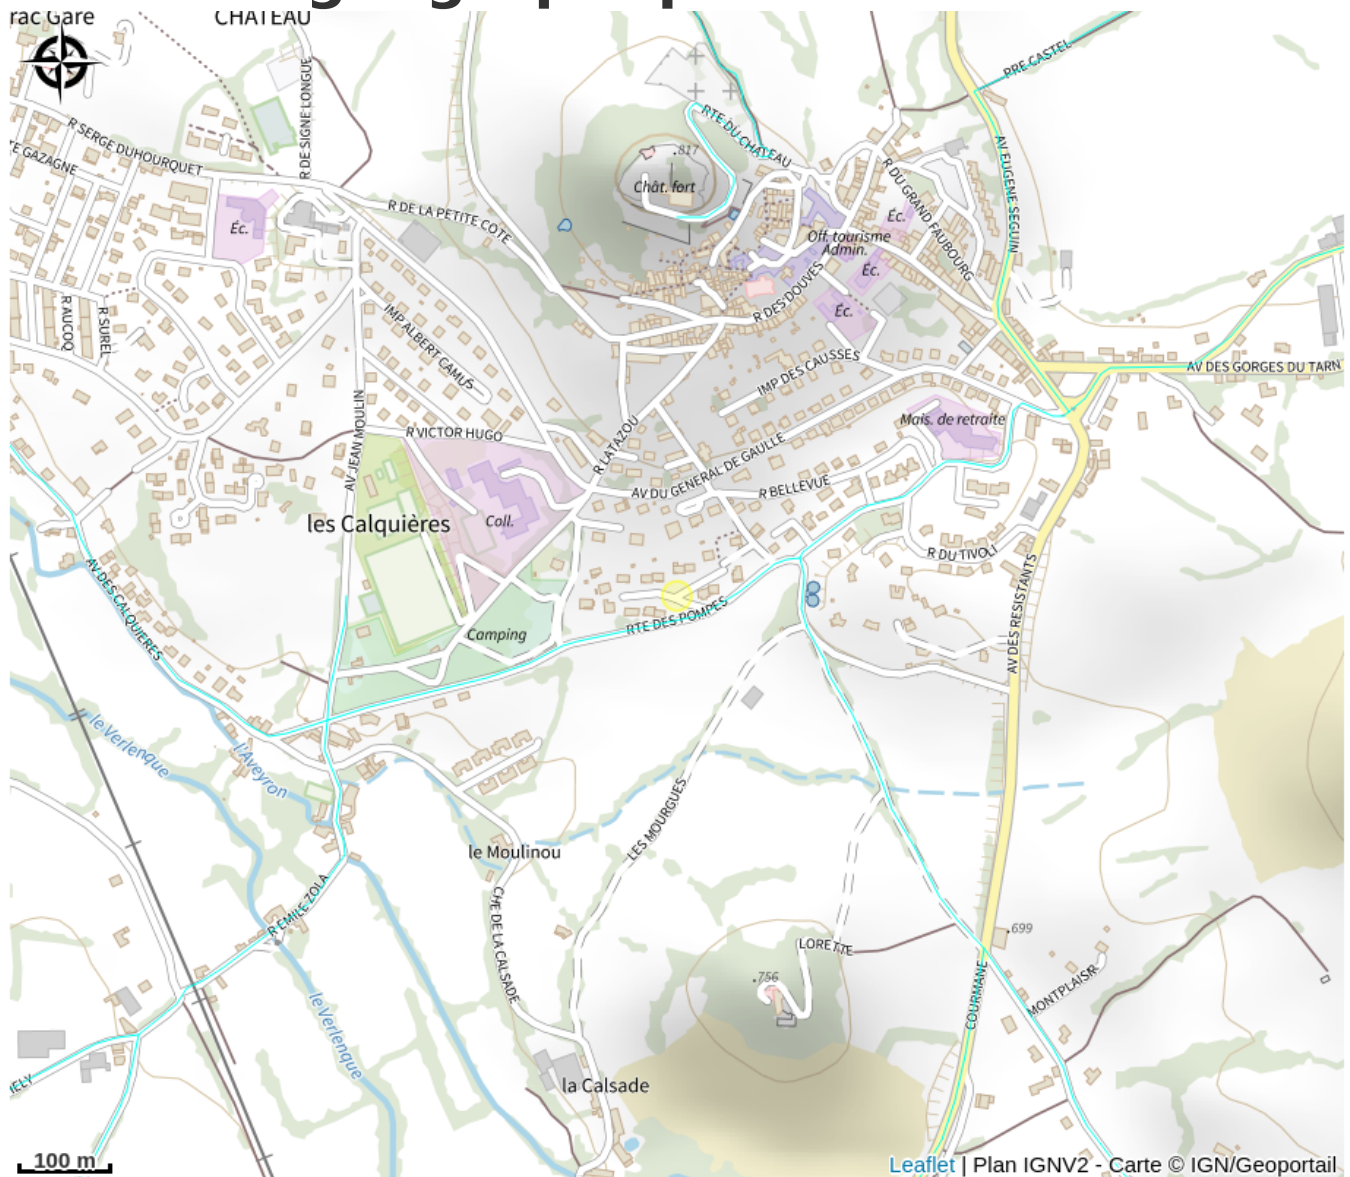 rac Gare
CHATEAU
PRE CASTEL
R DE SIGNE LONGUE
R SERGE DUHOURQUET
TE GAZAGNE
RTE DU CHATEAU
.817
Chât. fort
AV EUGENE SEGUIN
R DU GRAND FAUBOURG
R DE LA PETITE COTE
Éc.
Éc.
Off. tourisme
Admin.
Éc.
Éc.
R DES DOUVES
R AUCOQ
R SUREL
IMP ALBERT CAMUS
IMP DES CAUSSES
AV DES GORGES DU TARN
AV JEAN MOULIN
R VICTOR HUGO
R LATAZOU
Mais. de retraite
AV DU GENERAL DE GAULLE
R BELLEVUE
les Calquières
Coll.
R DU TIVOLI
AV DES CALQUIERES
AV DES RESISTANTS
RTE DES POMPES
Camping
le Verlenque
l'Aveyron
LES MOURGUES
le Moulinou
R EMILE ZOLA
CHE DE LA CALSADE
LORETTE
.699
.756
COURMANE
MONTPLAISIR
le Verlenque
la Calsade
HELY
100 m
Leaflet | Plan IGNV2 - Carte © IGN/Geoportail